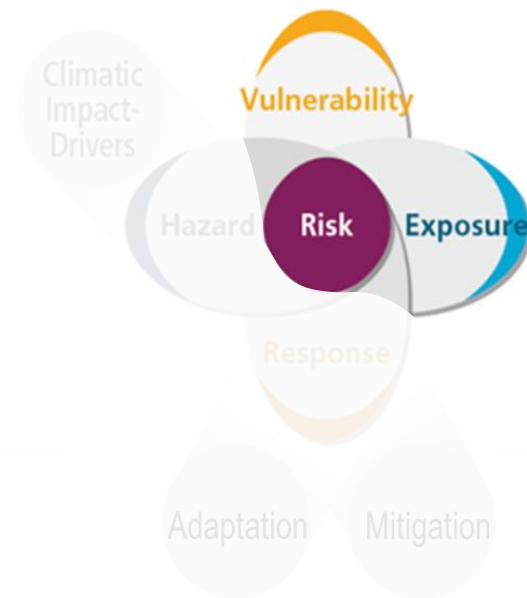 Climatic
Impact-
Drivers
Vulnerability
Hazard
Risk
Exposure
Response
Adaptation
Mitigation